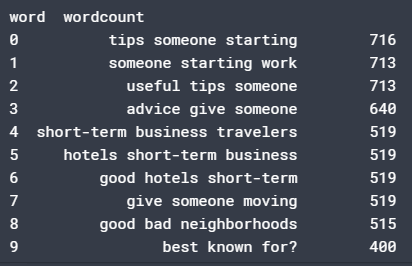 word wordcount
0 tips someone starting 716
1 someone starting work 713
2 useful tips someone 713
3 advice give someone 640
4 short-term business travelers 519
5 hotels short-term business 519
6 good hotels short-term 519
7 give someone moving 519
8 good bad neighborhoods 515
9 best known for? 400